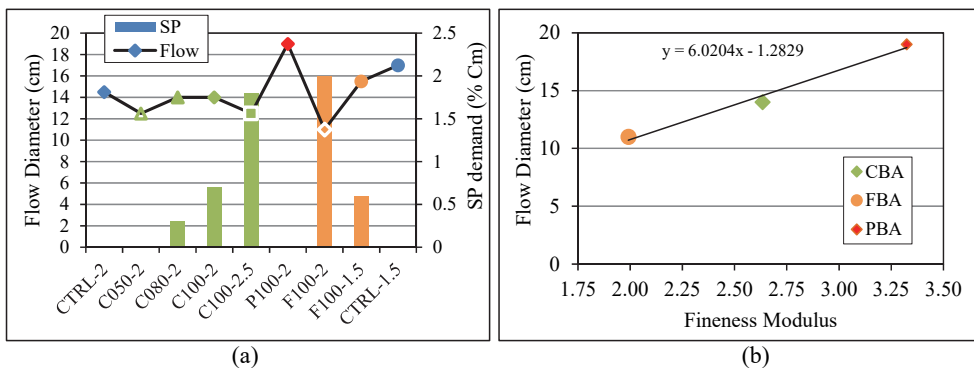 SP
Flow
Flow Diameter (cm)
20
18
16
14
12
10
8
6
4
2
0
2.5
2
1.5
1
0.5
0
SP demand (% Cm)
CTRL-2
C050-2
C080-2
C100-2
C100-2.5
P100-2
F100-2
F100-1.5
CTRL-1.5
(a)
Flow Diameter (cm)
20
15
10
5
0
y = 6.0204x - 1.2829
CBA
FBA
PBA
1.75 2.00 2.25 2.50 2.75 3.00 3.25 3.50
Fineness Modulus
(b)